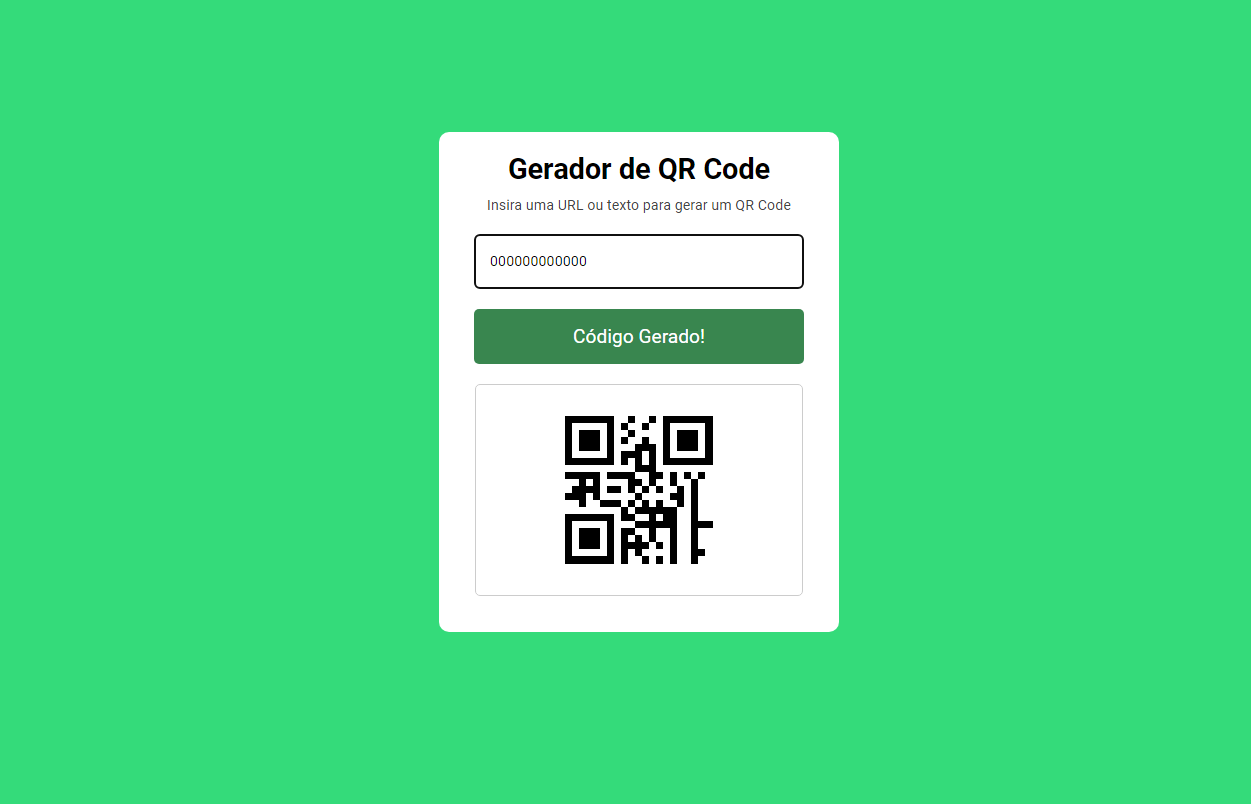 Gerador de QR Code
Insira uma URL ou texto para gerar um QR Code
000000000000
Código Gerado!